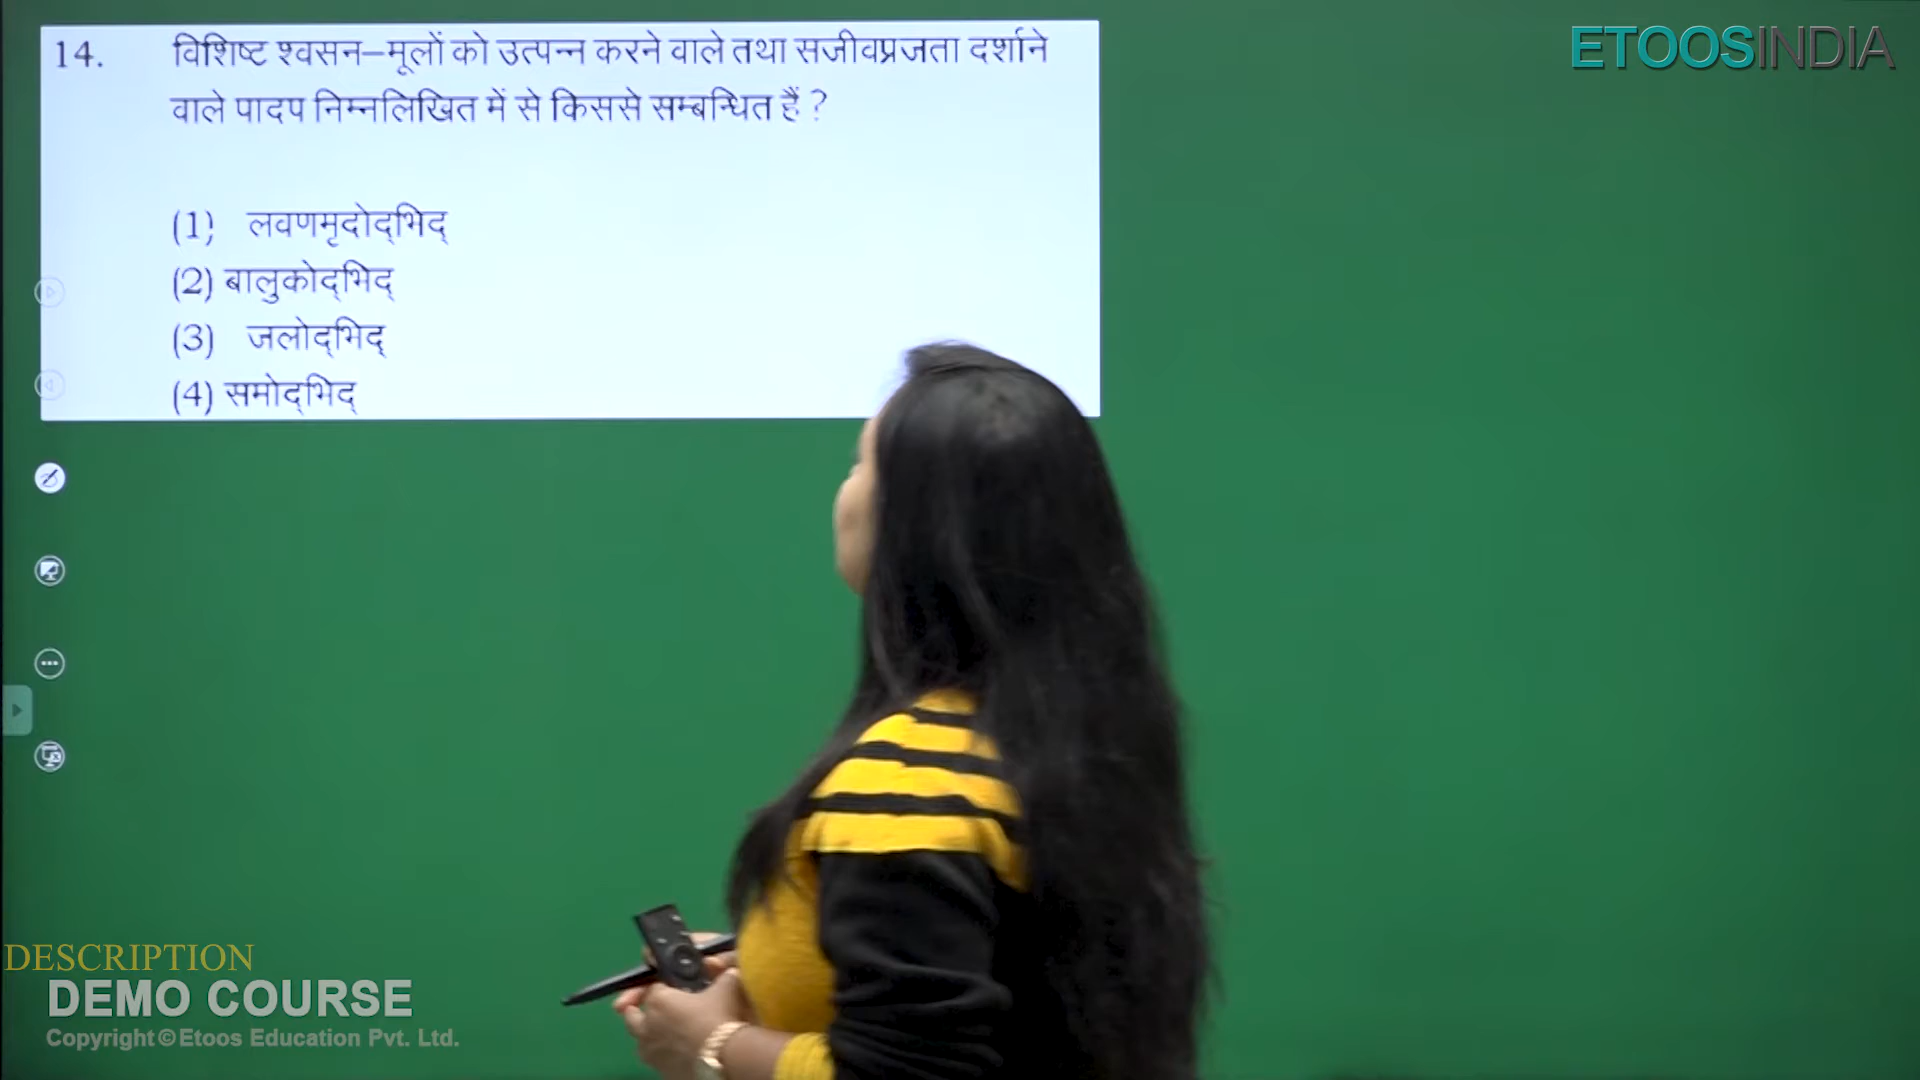 ETOOSINDIA
14. विशिष्ट श्वसन–मूलों को उत्पन्न करने वाले तथा सजीवप्रजता दर्शाने
वाले पादप निम्नलिखित में से किससे सम्बन्धित हैं ?
(1) लवणमृदोद्भिद्
(2) बालुकोद्भिद्
(3) जलोद्भिद्
(4) समोद्भिद्
DESCRIPTION
DEMO COURSE
Copyright © Etoos Education Pvt. Ltd.